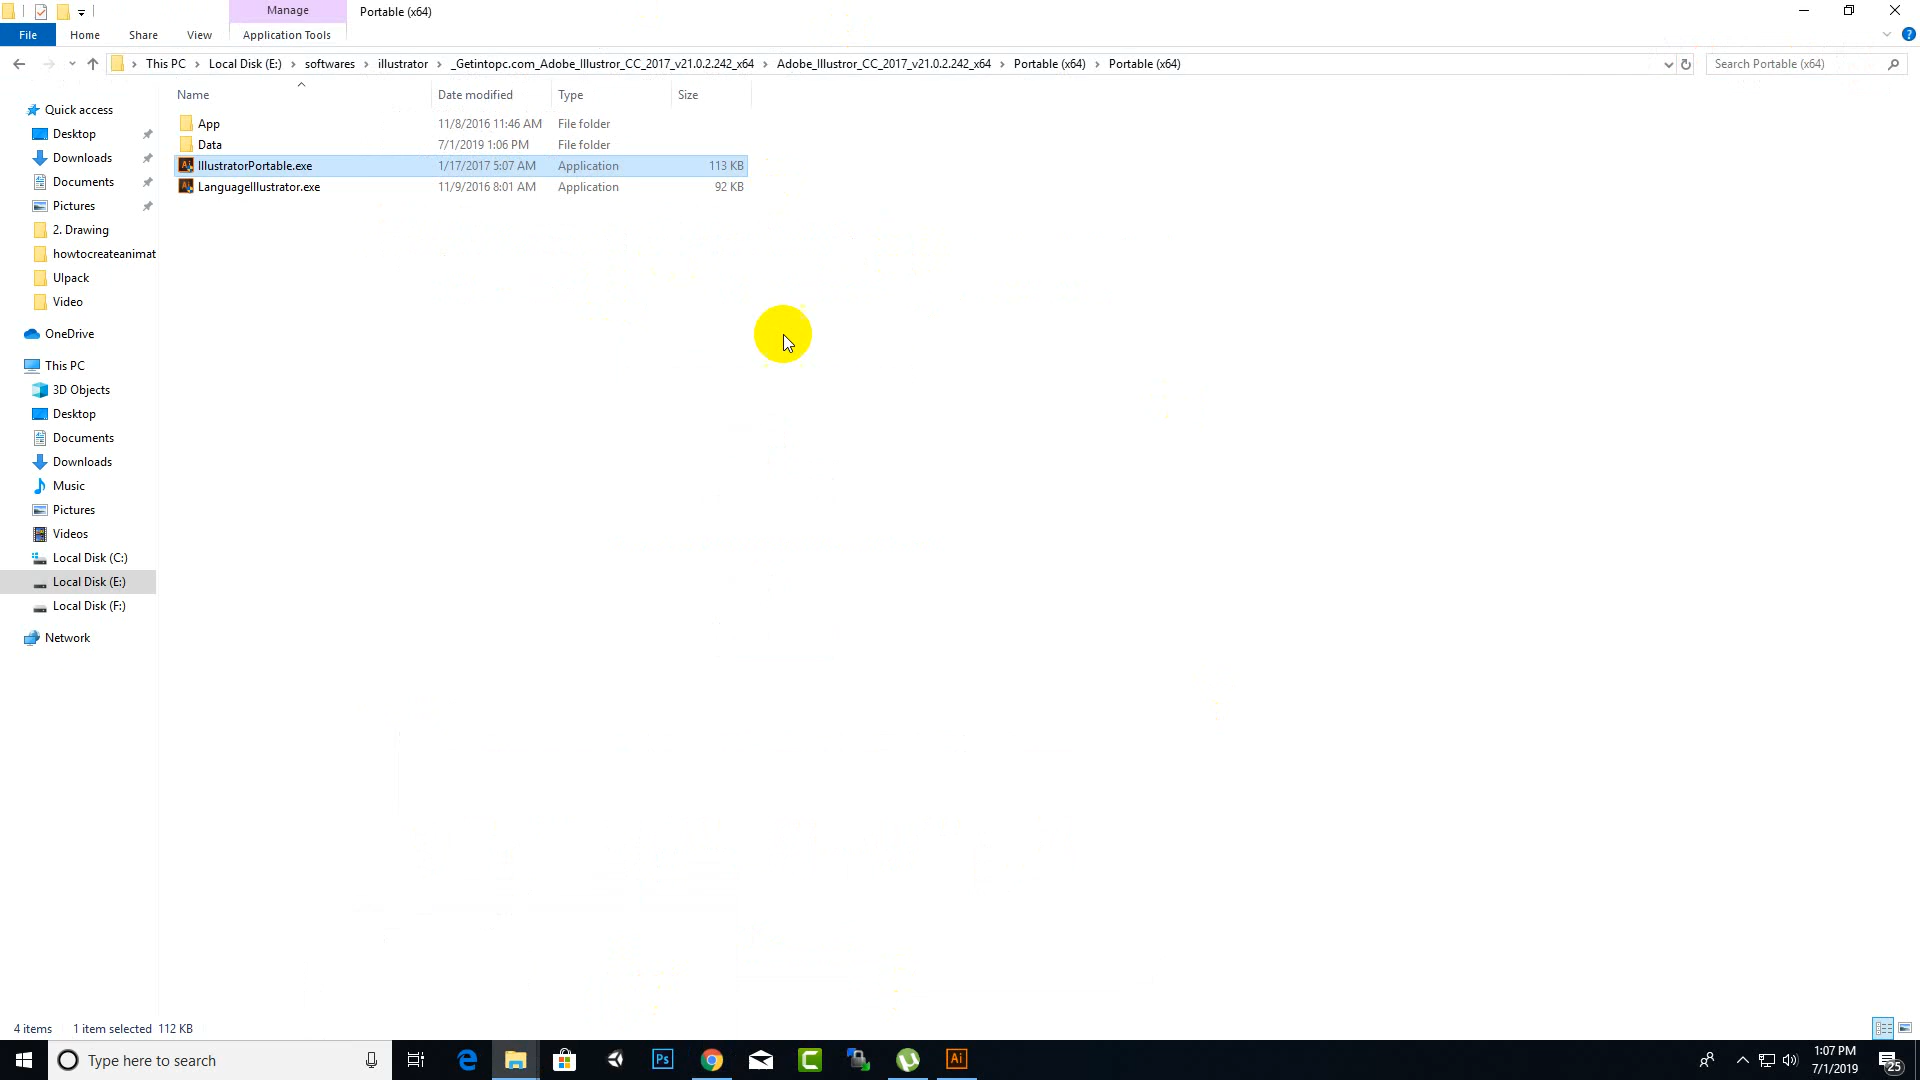 Manage
Portable (x64)
File
Home
Share
View
Application Tools
This PC
Local Disk (E:)
softwares
illustrator
_Getintopc.com_Adobe_Illustror_CC_2017_v21.0.2.242_x64
Adobe_Illustror_CC_2017_v21.0.2.242_x64
Portable (x64)
Portable (x64)
Search Portable (x64)
Name
Date modified
Type
Size
App 11/8/2016 11:46 AM File folder
Data 7/1/2019 1:06 PM File folder
IllustratorPortable.exe 1/17/2017 5:07 AM Application 113 KB
LanguageIllustrator.exe 11/9/2016 8:01 AM Application 92 KB
Quick access
Desktop
Downloads
Documents
Pictures
2. Drawing
howtocreateanimat
UIpack
Video
OneDrive
This PC
3D Objects
Desktop
Documents
Downloads
Music
Pictures
Videos
Local Disk (C:)
Local Disk (E:)
Local Disk (F:)
Network
4 items
1 item selected 112 KB
Type here to search
Ps
Ai
1:07 PM
7/1/2019
25